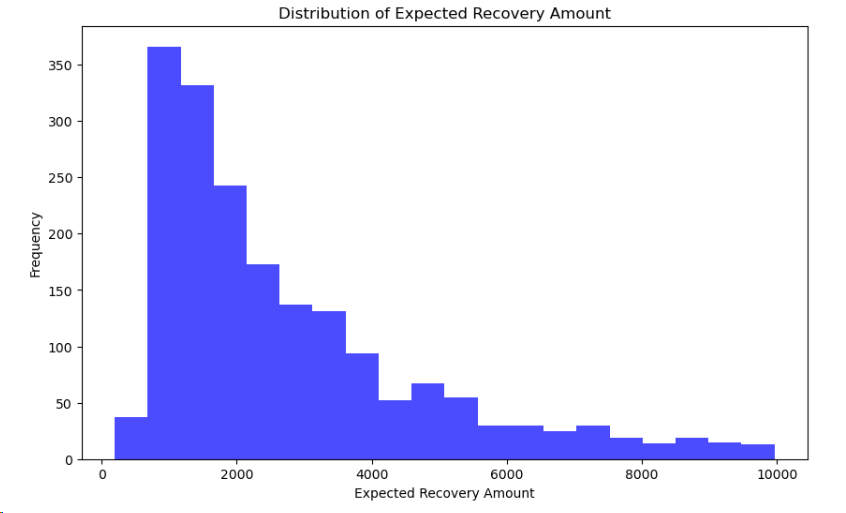 Distribution of Expected Recovery Amount
350
300
250
200
150
100
50
0
Frequency
0 2000 4000 6000 8000 10000
Expected Recovery Amount